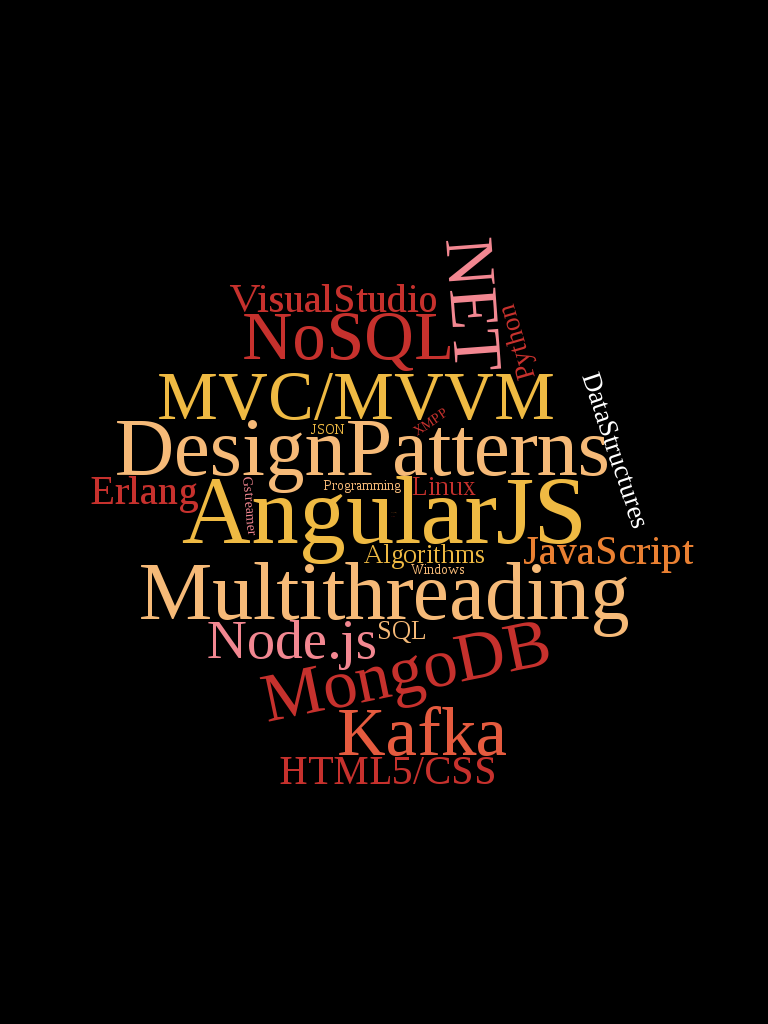 NET
VisualStudio
NoSQL
Python
MVC/MVVM
DataStructures
XMPP
JSON
DesignPatterns
Erlang
Gstreamer
Programming
Linux
AngularJS
Algorithms
JavaScript
Windows
Multithreading
Node.js
SQL
MongoDB
Kafka
HTML5/CSS